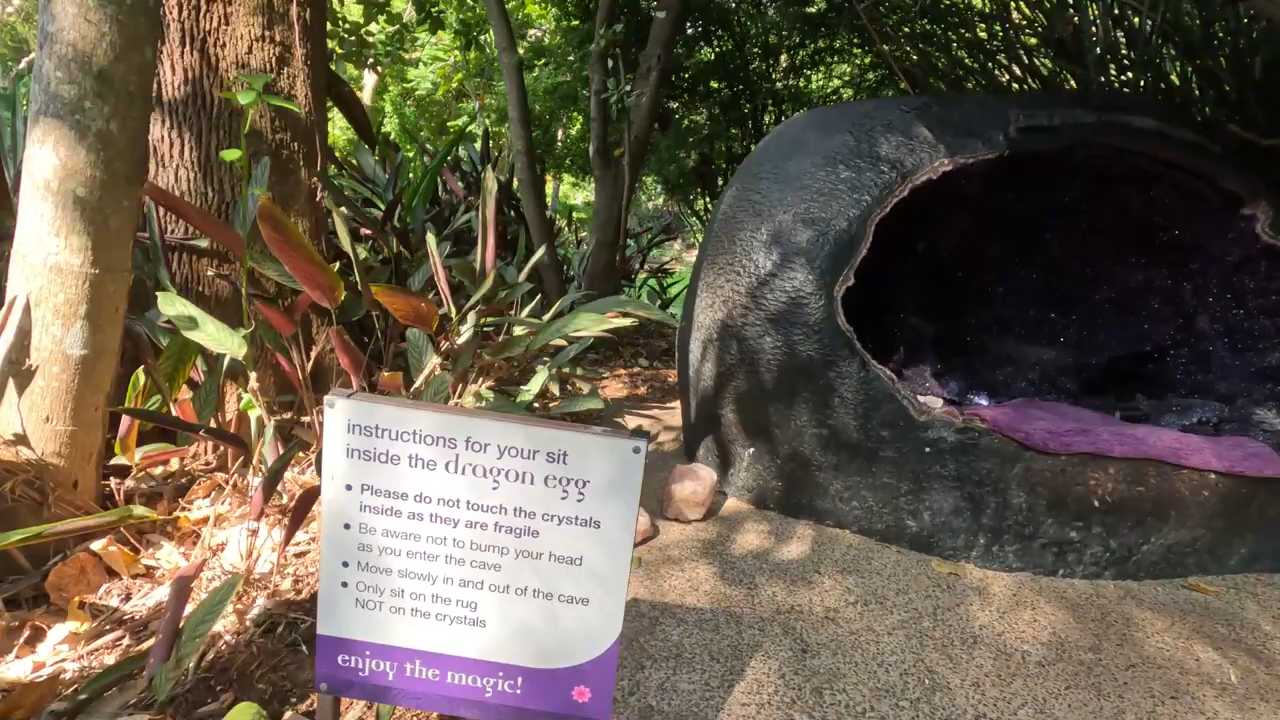 instructions for your sit
inside the dragon egg
• Please do not touch the crystals
inside as they are fragile
• Be aware not to bump your head
as you enter the cave
• Move slowly in and out of the cave
• Only sit on the rug
NOT on the crystals
enjoy the magic!